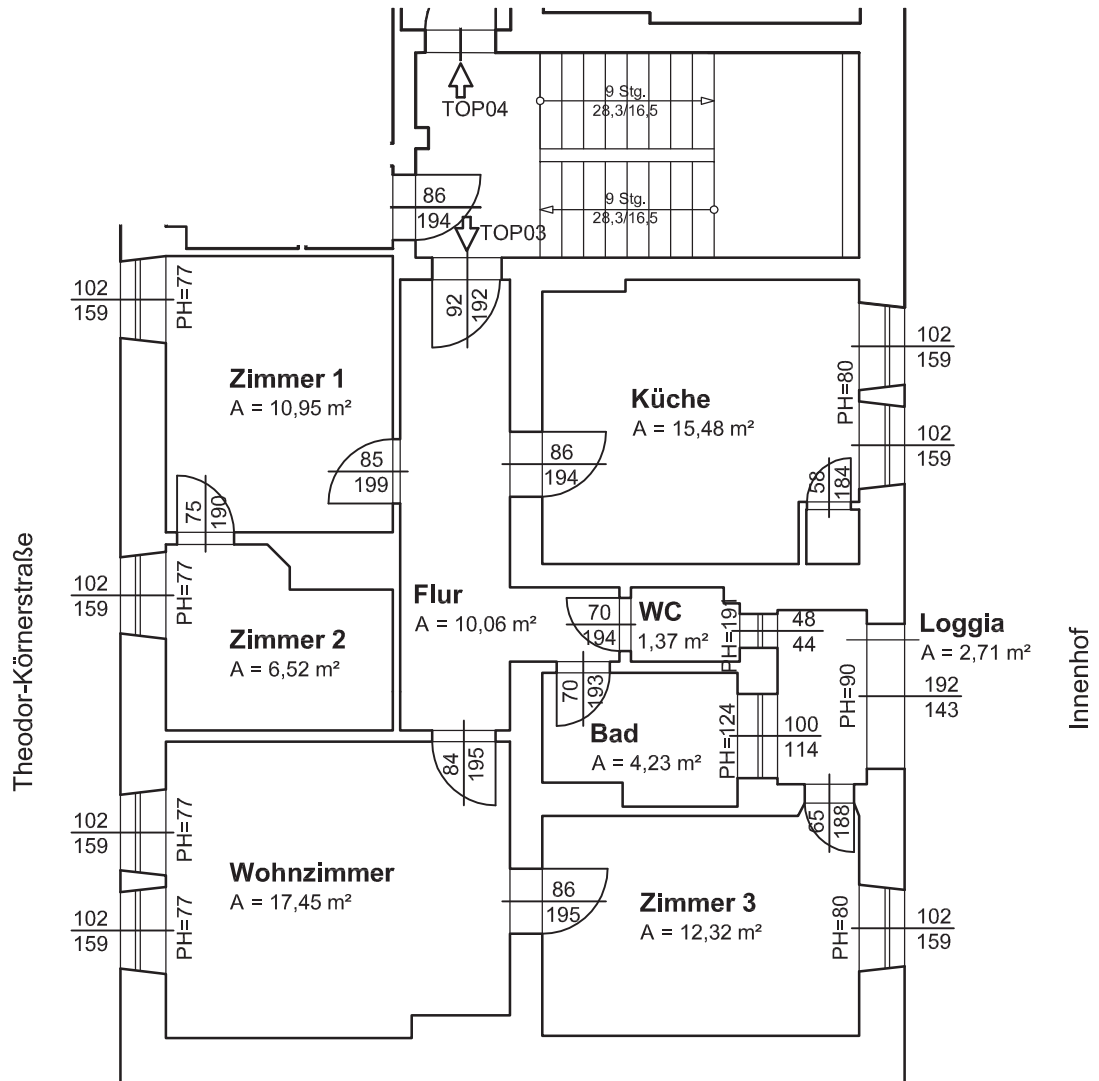 9 Stg.
28,3/16,5
TOP04
86
194
9 Stg.
28,3/16,5
TOP03
102
159
PH=77
92
192
Zimmer 1
A = 10,95 m²
Küche
A = 15,48 m²
PH=80
102
159
102
159
85
199
86
194
58
184
75
190
Theodor-Körnerstraße
102
159
PH=77
Zimmer 2
A = 6,52 m²
Flur
A = 10,06 m²
70
194
WC
1,37 m²
48
44
Loggia
A = 2,71 m²
PH=90
192
143
Innenhof
70
193
Bad
A = 4,23 m²
PH=124
100
114
84
195
65
188
102
159
PH=77
Wohnzimmer
A = 17,45 m²
102
159
PH=77
86
195
Zimmer 3
A = 12,32 m²
PH=80
102
159